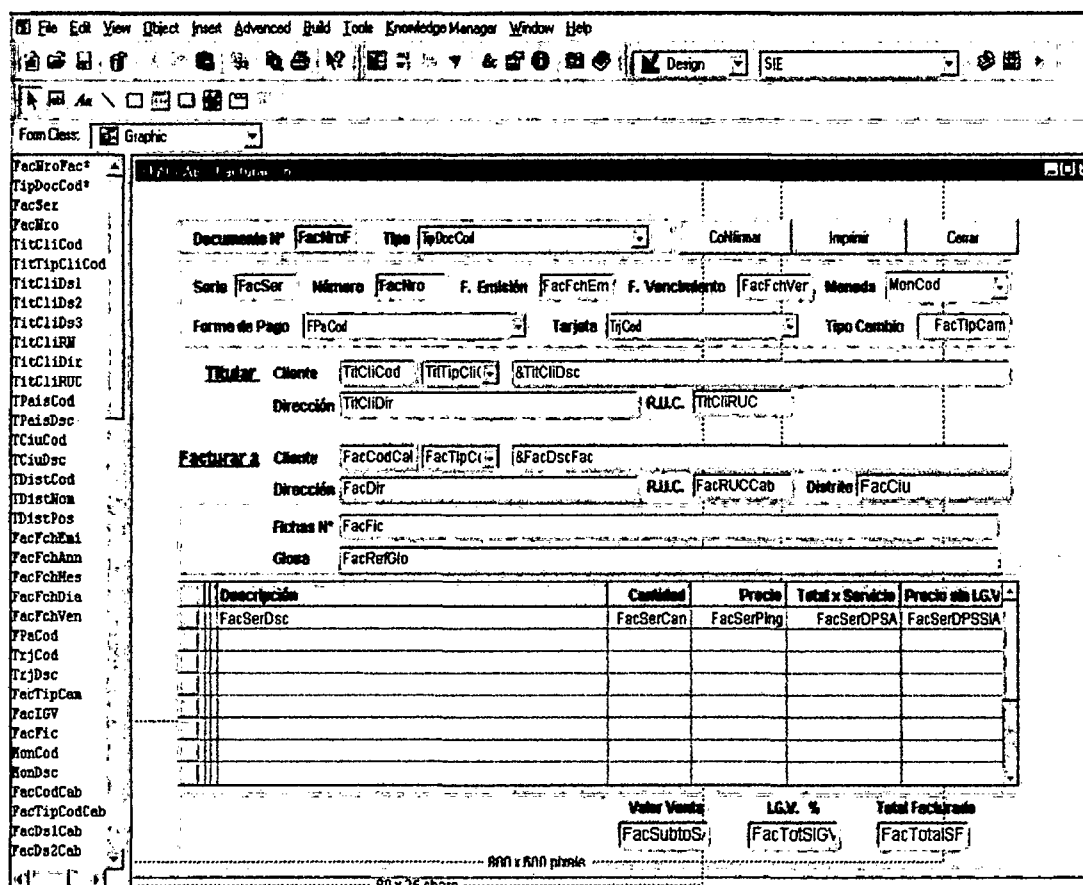 File Edit View Object Insert Advanced Build Tools Knowledge Manager Window Help
Design SIE
Form Class: Graphic
FacNroFac*
TipDocCod*
FacSer
FacNro
TitCliCod
TitTipCliCod
TitCliDs1
TitCliDs2
TitCliDs3
TitCliRN
TitCliDir
TitCliRUC
TPaisCod
TPaisDsc
TCiuCod
TCiuDsc
TDistCod
TDistNom
TDistPos
FacFchEmi
FacFchAnn
FacFchMes
FacFchDia
FacFchVen
FPaCod
TrjCod
TrjDsc
FacTipCam
FacIGV
FacFic
MonCod
MonDsc
FacCodCab
FacTipCodCab
FacDs1Cab
FacDs2Cab
Documento Nº FacNroF Tipo TipDocCod Confirmar Imprimir Cerrar
Serie FacSer Número FacNro F. Emisión FacFchEm F. Vencimiento FacFchVer Moneda MonCod
Forma de Pago FPaCod Tarjeta TrjCod Tipo Cambio FacTipCam
Titular Cliente TitCliCod TitTipCli( &TitCliDsc
Dirección TitCliDir R.U.C. TitCliRUC
Facturar a Cliente FacCodCal FacTipCo &FacDscFac
Dirección FacDir R.U.C. FacRUCCab Distrito FacCiu
Fichas Nº FacFic
Glosa FacRefGlo
Descripción Cantidad Precio Total x Servicio Precio sin I.G.V
FacSerDsc FacSerCan FacSerPIng FacSerDPSA FacSerDPSSIA
Valor Venta I.G.V. % Total Facturado
FacSubtoS/ FacTotSIGV FacTotalSF
800 x 600 pixels